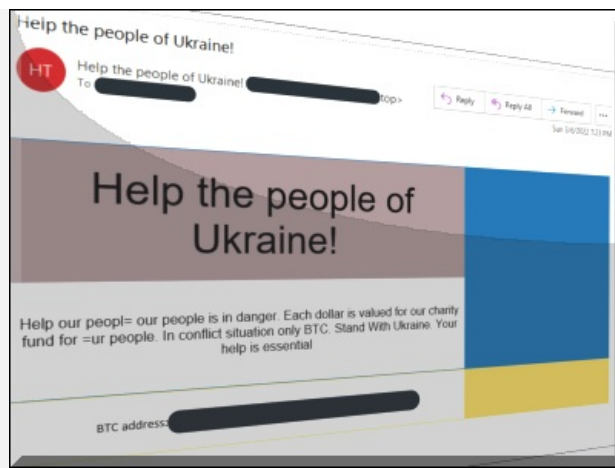 Help the people of Ukraine!
HT
Help the people of Ukraine! top>
To
Reply
Reply All
Forward
Sun 3/6/2022 1:23 PM
Help the people of
Ukraine!
Help our peopl= our people is in danger. Each dollar is valued for our charity
fund for =ur people. In conflict situation only BTC. Stand With Ukraine. Your
help is essential
BTC address: